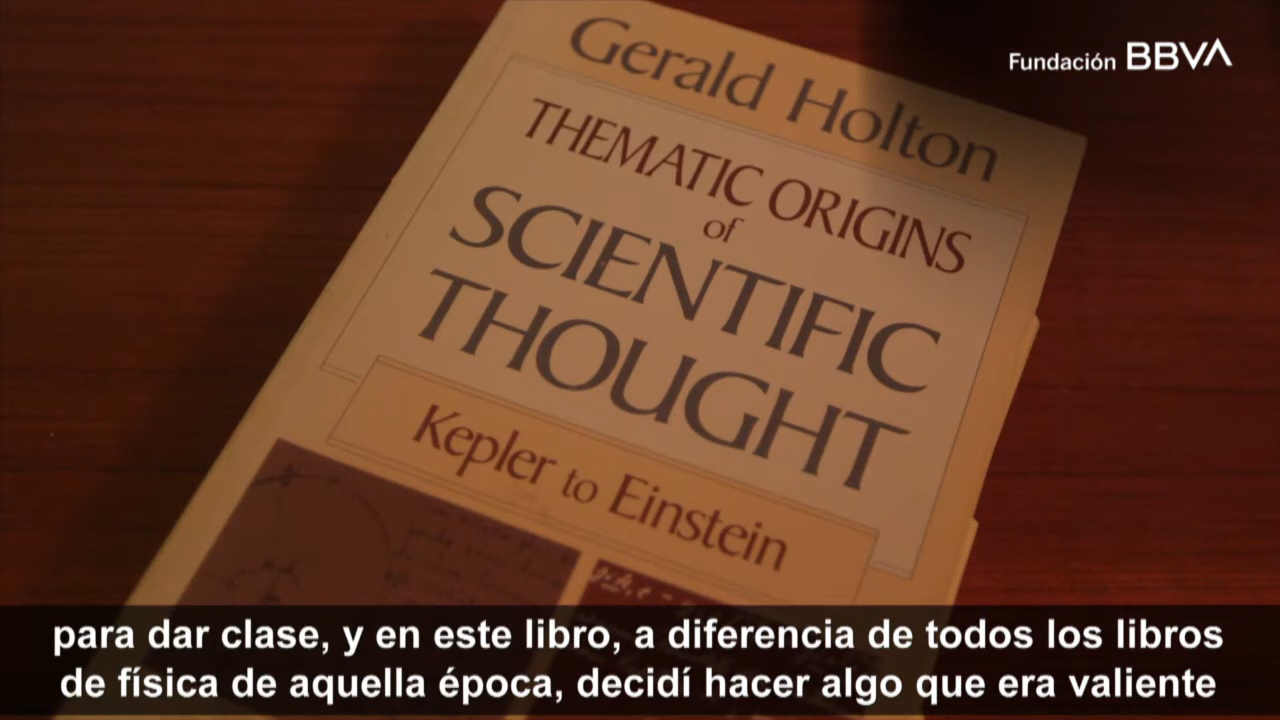 Fundación BBVA
Gerald Holton
THEMATIC ORIGINS
of
SCIENTIFIC
THOUGHT
Kepler to Einstein
para dar clase, y en este libro, a diferencia de todos los libros
de física de aquella época, decidí hacer algo que era valiente